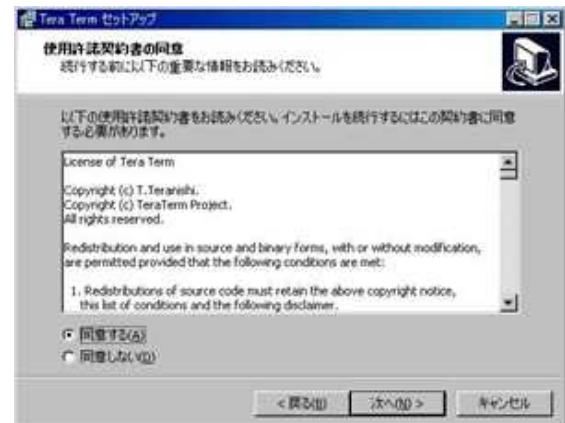 Tera Term セットアップ
使用許諾契約書の同意
続行する前に以下の重要な情報をお読みください。
以下の使用許諾契約書をお読みください。インストールを続行するにはこの契約書に同意
する必要があります。
License of Tera Term
Copyright (c) T.Teranishi.
Copyright (c) TeraTerm Project.
All rights reserved.
Redistribution and use in source and binary forms, with or without modification,
are permitted provided that the following conditions are met:
1. Redistributions of source code must retain the above copyright notice,
this list of conditions and the following disclaimer.
同意する(A)
同意しない(D)
< 戻る(B)
次へ(N) >
キャンセル